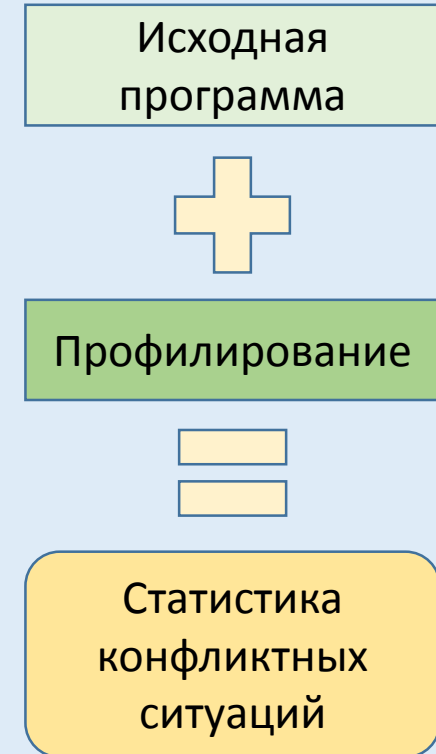 Исходная
программа
Профилирование
Статистика
конфликтных
ситуаций